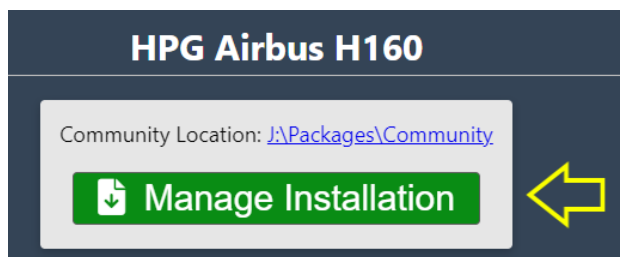 HPG Airbus H160
Community Location: J:\Packages\Community
Manage Installation